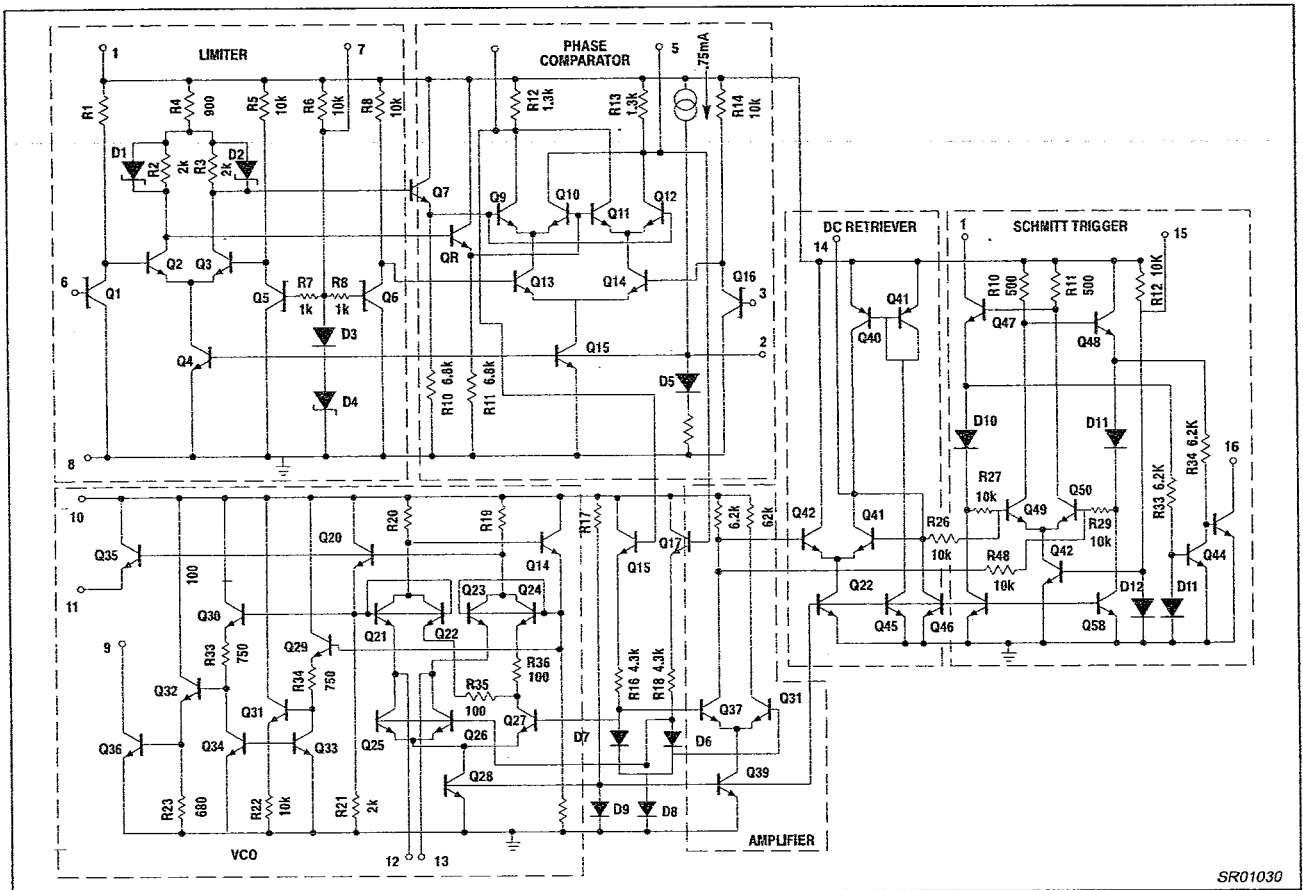 LIMITER
1
7
R1
R4
900
R5
10k
R6
10k
R8
10k
D1
R2
2k
R3
2k
D2
Q2
Q3
6
Q1
Q5
R7
1k
R8
1k
Q6
D3
Q4
D4
8
PHASE
COMPARATOR
5
.75mA
R12
1.3k
R13
1.3k
R14
10k
Q7
Q9
Q10
Q11
Q12
QR
Q13
Q14
Q16
3
Q15
2
R10 6.8k
R11 6.8k
D5
DC RETRIEVER
14
Q41
Q40
Q42
Q41
R26
10k
Q22
Q45
Q46
SCHMITT TRIGGER
1
15
R10
500
R11
500
R12 10K
Q47
Q48
D10
D11
R34 6.2K
16
R27
10k
Q49
Q50
R29
10k
R33 6.2K
R48
10k
Q42
Q44
D12
D11
Q58
10
Q35
11
100
Q20
R20
R19
Q14
Q30
Q21
Q22
Q23
Q24
9
R33
750
Q29
R34
750
R36
100
R35
100
Q32
Q31
Q36
Q34
Q33
Q25
Q26
Q27
Q28
R23
680
R22
10k
R21
2k
VCO
12
13
R17
Q15
Q17
6.2k
62k
R16 4.3k
R18 4.3k
Q37
Q31
D7
D6
Q39
D9
D8
AMPLIFIER
SR01030